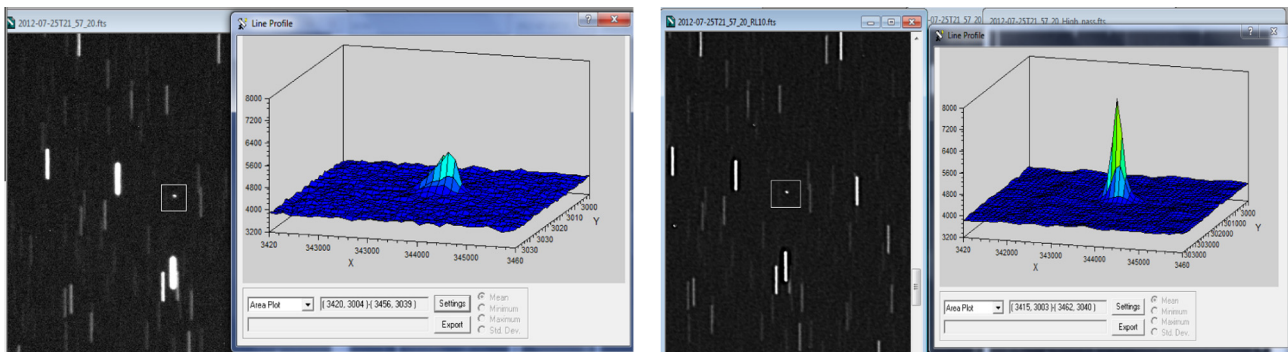 2012-07-25T21_57_20.fts
Line Profile
8000
7200
6400
5600
4800
4000
3200
3420
343000
344000
345000
3460
X
3000
3010
3020
3030
Y
Area Plot
( 3420, 3004 )-( 3456, 3039 )
Settings
Export
Mean
Minimum
Maximum
Std. Dev.
2012-07-25T21_57_20_RL10.fts
2012-07-25T21_57_20_High_pass.fts
Line Profile
8000
7200
6400
5600
4800
4000
3200
3420
343000
344000
345000
3460
X
3000
Y
Area Plot
( 3415, 3003 )-( 3462, 3040 )
Settings
Export
Mean
Minimum
Maximum
Std. Dev.